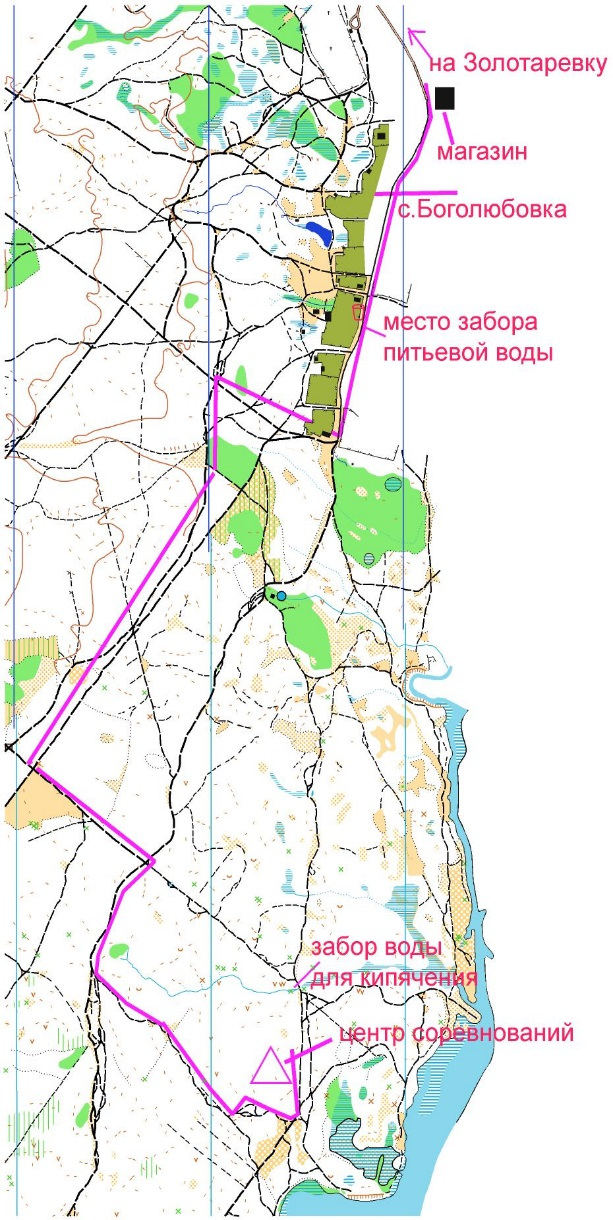 на Золотаревку
магазин
с.Боголюбовка
место забора
питьевой воды
забор воды
для кипячения
центр соревнований